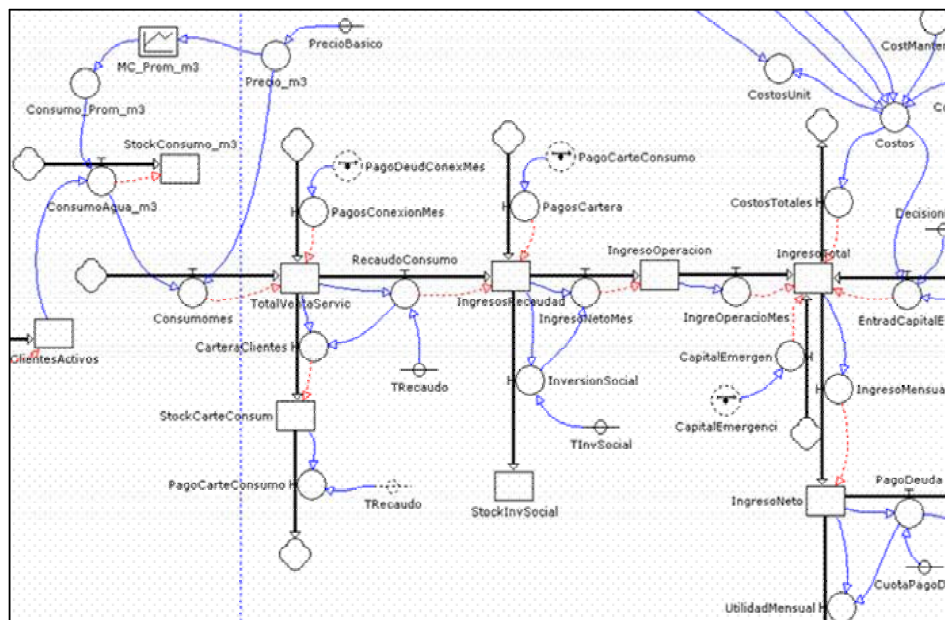 PrecioBasico
CostManter
MC_Prom_m3
Precio_m3
CostosUnit
Consumo_Prom_m3
Costos
StockConsumo_m3
PagoDeudConexMes
PagoCarteConsumo
ConsumoAgua_m3
PagosConexionMes
PagosCartera
CostosTotales
Decision
RecaudoConsumo
IngresoOperacion
IngresoTotal
Consumomes
TotalVentaServic
IngresosRecaudad
IngresoNetoMes
IngreOperacioMes
EntradCapitalE
ClientesActivos
CarteraClientes
CapitalEmergen
TRecaudo
InversionSocial
IngresoMensua
StockCarteConsum
TInvSocial
CapitalEmergenci
PagoCarteConsumo
TRecaudo
StockInvSocial
IngresoNeto
PagoDeuda
CuotaPagoD
UtilidadMensual